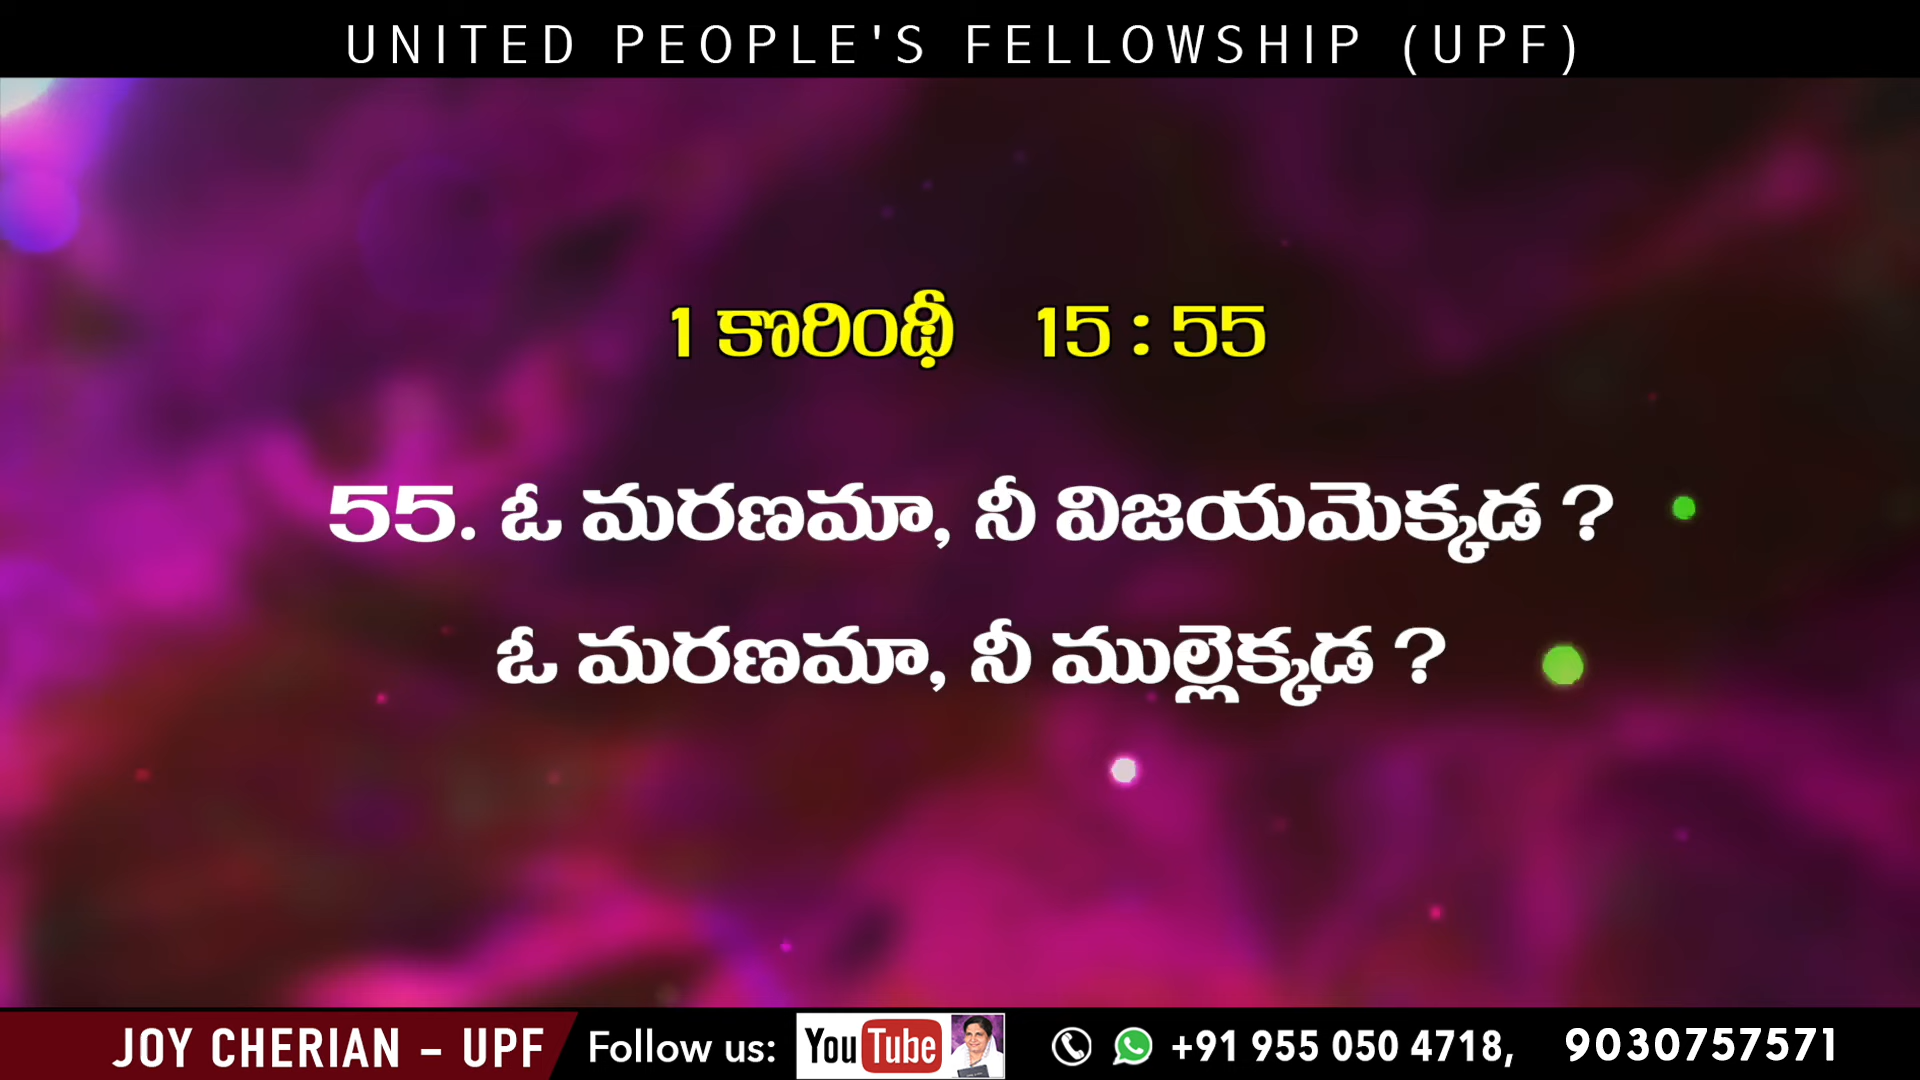 UNITED PEOPLE'S FELLOWSHIP (UPF)
1 కొరింథీ 15 : 55
55. ఓ మరణమా, నీ విజయమెక్కడ ?
ఓ మరణమా, నీ ముల్లెక్కడ ?
JOY CHERIAN - UPF Follow us: YouTube +91 955 050 4718, 9030757571